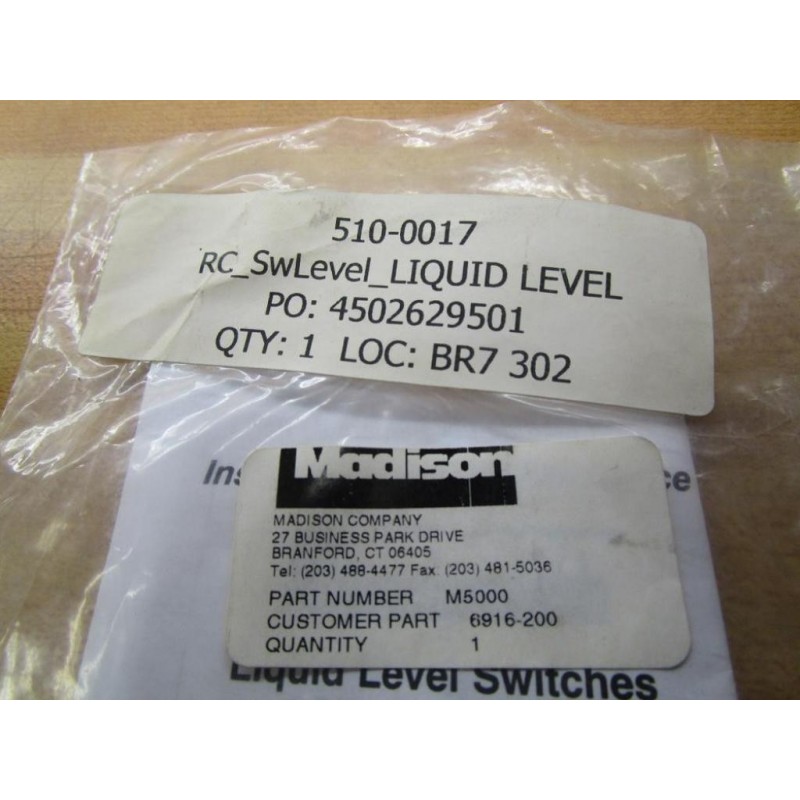 510-0017
RC_SwLevel_LIQUID LEVEL
PO: 4502629501
QTY: 1 LOC: BR7 302
Madison
MADISON COMPANY
27 BUSINESS PARK DRIVE
BRANFORD, CT 06405
Tel: (203) 488-4477 Fax: (203) 481-5036
PART NUMBER M5000
CUSTOMER PART 6916-200
QUANTITY 1
Liquid Level Switches